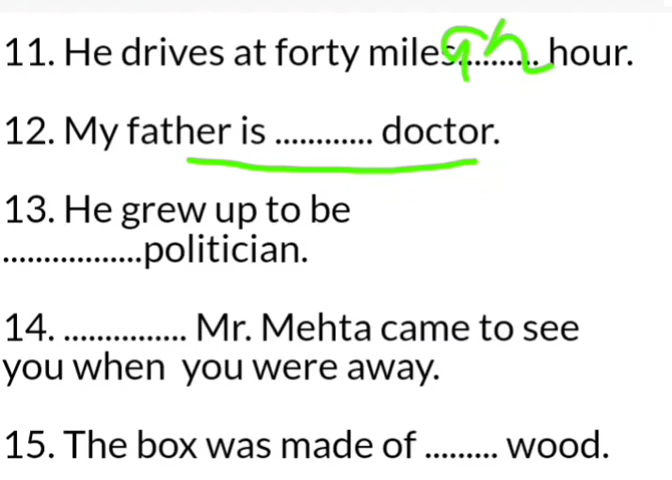 11. He drives at forty miles an hour.
12. My father is ............ doctor.
13. He grew up to be
.................politician.
14. ............... Mr. Mehta came to see
you when you were away.
15. The box was made of ......... wood.